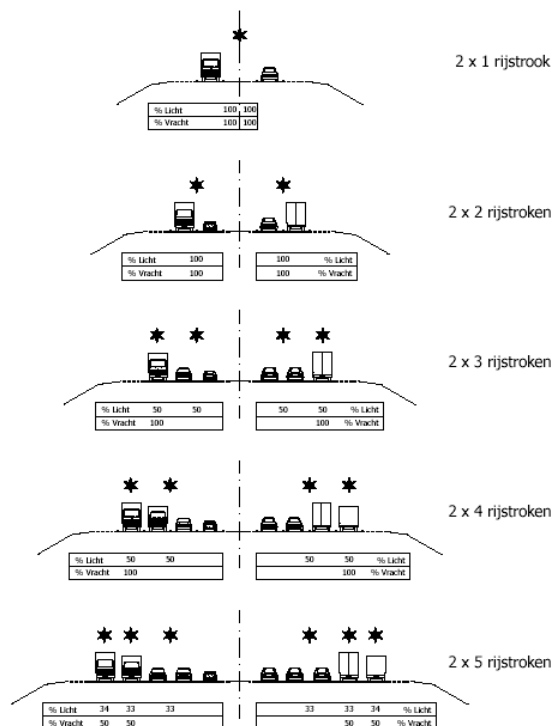 2 x 1 rijstrook
% Licht 100 100
% Vracht 100 100
2 x 2 rijstroken
% Licht 100 100 % Licht
% Vracht 100 100 % Vracht
2 x 3 rijstroken
% Licht 50 50 50 50 % Licht
% Vracht 100 100 % Vracht
2 x 4 rijstroken
% Licht 50 50 50 50 % Licht
% Vracht 100 100 % Vracht
2 x 5 rijstroken
% Licht 34 33 33 33 33 34 % Licht
% Vracht 50 50 50 50 % Vracht